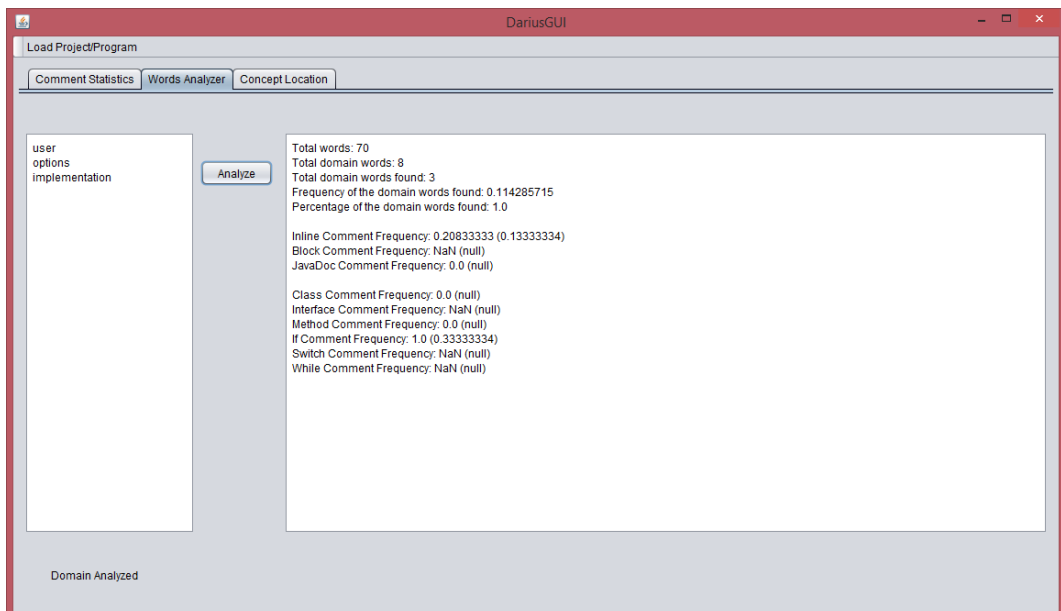 DariusGUI
Load Project/Program
Comment Statistics Words Analyzer Concept Location
user
options
implementation
Analyze
Total words: 70
Total domain words: 8
Total domain words found: 3
Frequency of the domain words found: 0.114285715
Percentage of the domain words found: 1.0
Inline Comment Frequency: 0.20833333 (0.13333334)
Block Comment Frequency: NaN (null)
JavaDoc Comment Frequency: 0.0 (null)
Class Comment Frequency: 0.0 (null)
Interface Comment Frequency: NaN (null)
Method Comment Frequency: 0.0 (null)
If Comment Frequency: 1.0 (0.33333334)
Switch Comment Frequency: NaN (null)
While Comment Frequency: NaN (null)
Domain Analyzed